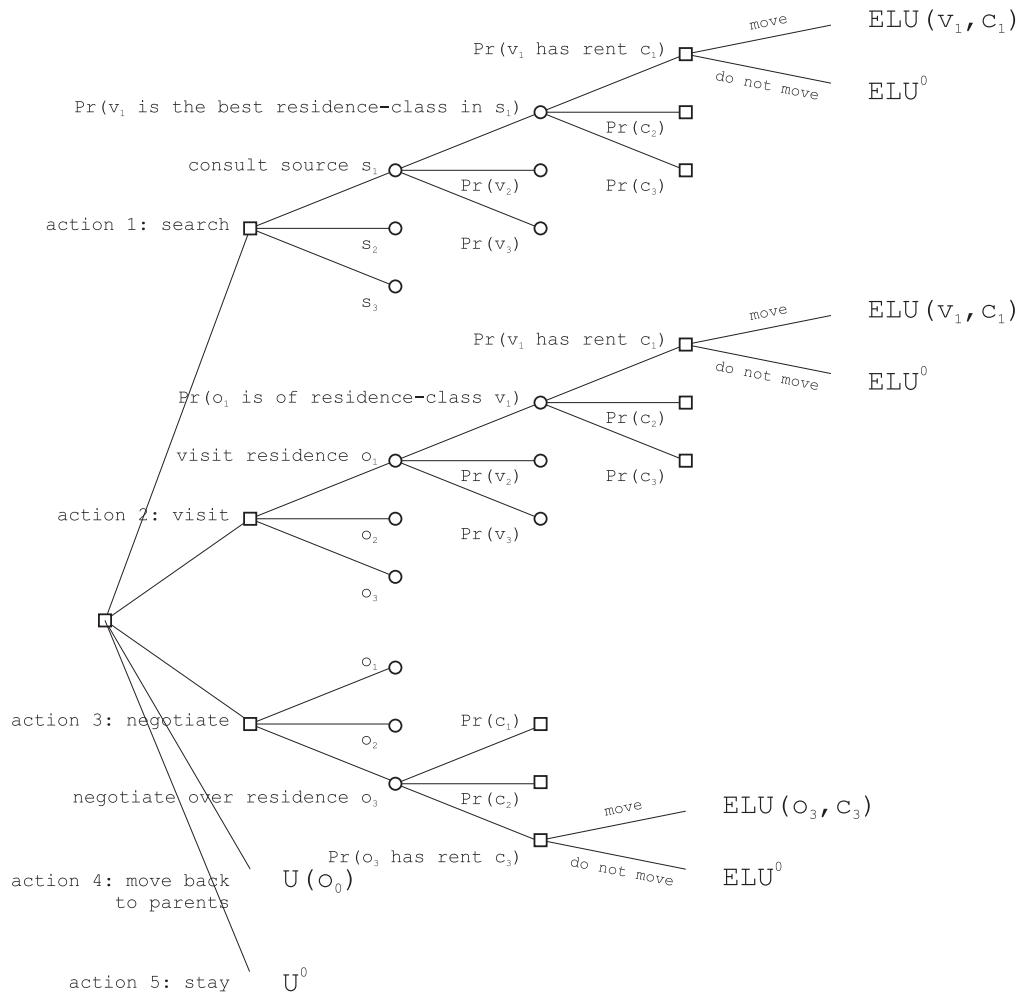 move
ELU(v₁,c₁)
Pr(v₁ has rent c₁)
do not move
ELU⁰
Pr(v₁ is the best residence-class in s₁)
Pr(c₂)
consult source s₁
Pr(v₂)
Pr(c₃)
action 1: search
s₂
Pr(v₃)
s₃
move
ELU(v₁,c₁)
Pr(v₁ has rent c₁)
do not move
ELU⁰
Pr(o₁ is of residence-class v₁)
Pr(c₂)
visit residence o₁
Pr(v₂)
Pr(c₃)
action 2: visit
o₂
Pr(v₃)
o₃
o₁
action 3: negotiate
Pr(c₁)
o₂
negotiate over residence o₃
Pr(c₂)
move
ELU(o₃,c₃)
Pr(o₃ has rent c₃)
do not move
ELU⁰
action 4: move back
to parents
U(o₀)
action 5: stay
U⁰